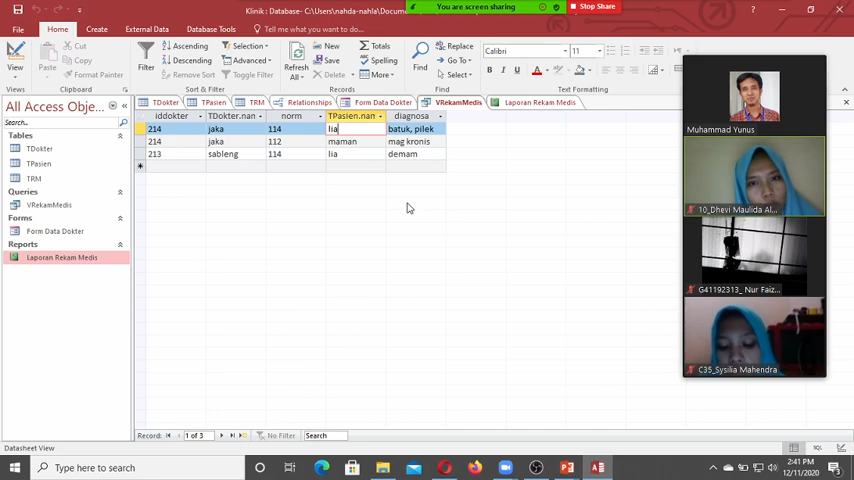 Klinik : Database- C:\Users\nahda-nahla\Docume...
You are screen sharing
Stop Share
File
Home
Create
External Data
Database Tools
Tell me what you want to do...
View
Paste
Cut
Copy
Format Painter
Filter
Ascending
Descending
Remove Sort
Selection
Advanced
Toggle Filter
Refresh All
New
Save
Delete
Totals
Spelling
More
Find
Replace
Go To
Select
Calibri
11
B I U
Views
Clipboard
Sort & Filter
Records
Find
Text Formatting
All Access Obje...
Search...
Tables
TDokter
TPasien
TRM
Queries
VRekamMedis
Forms
Form Data Dokter
Reports
Laporan Rekam Medis
TDokter
TPasien
TRM
Relationships
Form Data Dokter
VRekamMedis
Laporan Rekam Medis
iddokter TDokter.nan norm TPasien.nam diagnosa
214 jaka 114 lia batuk, pilek
214 jaka 112 maman mag kronis
213 sableng 114 lia demam
Muhammad Yunus
10_Dhevi Maulida Al...
G41192313_ Nur Faiz...
C35_Sysilia Mahendra
Record: 1 of 3 No Filter Search
Datasheet View
SQL
Type here to search
2:41 PM
12/11/2020
3